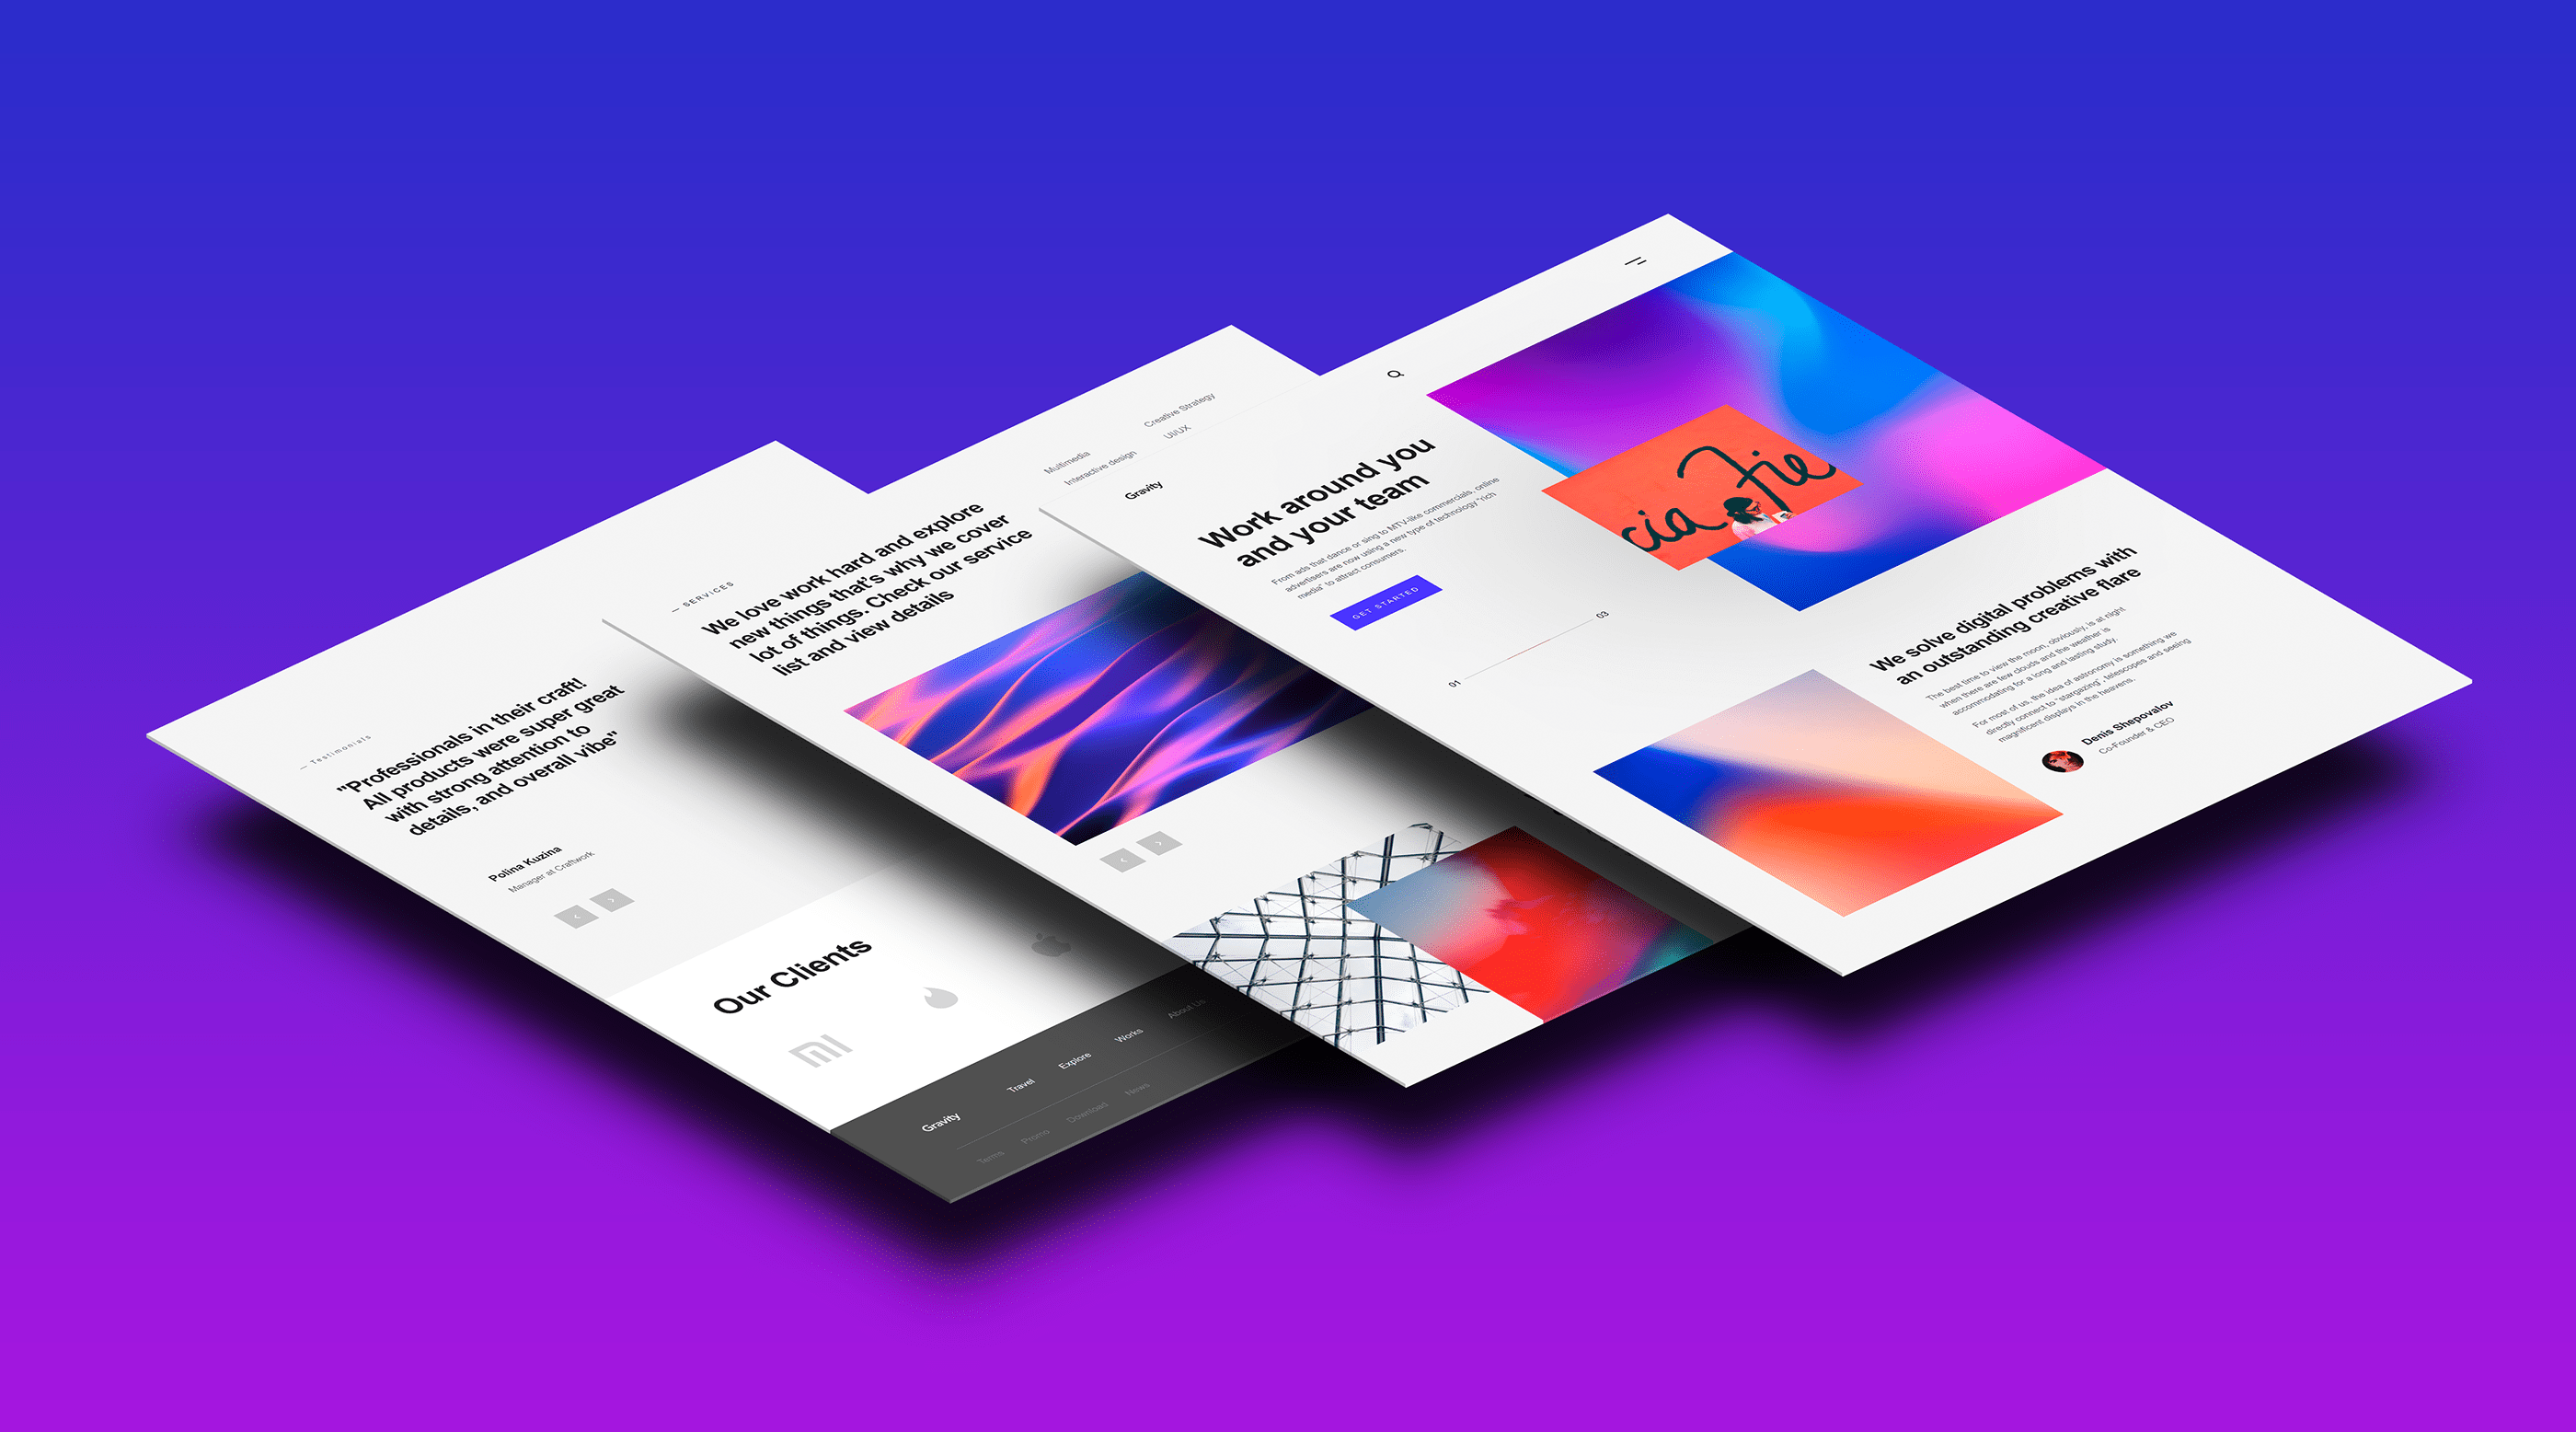 — Testimonials
"Professionals in their craft!
All products were super great
with strong attention to
details, and overall vibe"
Polina Kuzina
Manager at Craftwork
Our Clients
Gravity
Travel
Explore
Works
About Us
Terms
Promo
Download
News
Multimedia
Creative Strategy
Interactive design
UI/UX
— SERVICES
We love work hard and explore
new things that's why we cover
lot of things. Check our service
list and view details
Gravity
Work around you
and your team
From ads that dance or sing to MTV-like commercials, online
advertisers are now using a new type of technology "rich
media" to attract consumers.
GET STARTED
01
03
cia Fie
We solve digital problems with
an outstanding creative flare
The best time to view the moon, obviously, is at night
when there are few clouds and the weather is
accommodating for a long and lasting study.
For most of us, the idea of astronomy is something we
directly connect to "stargazing", telescopes and seeing
magnificent displays in the heavens.
Denis Shepovalov
Co-Founder & CEO